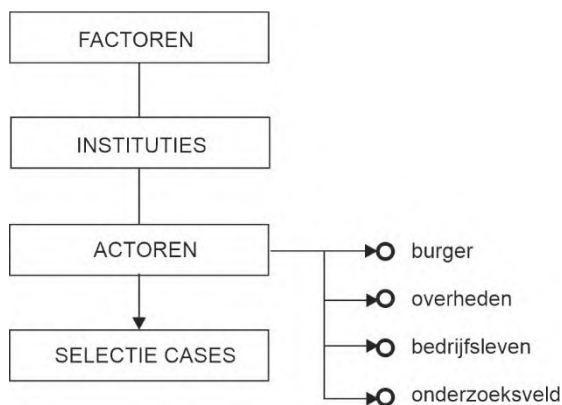 FACTOREN
INSTITUTIES
ACTOREN
burger
overheden
bedrijfsleven
onderzoeksveld
SELECTIE CASES